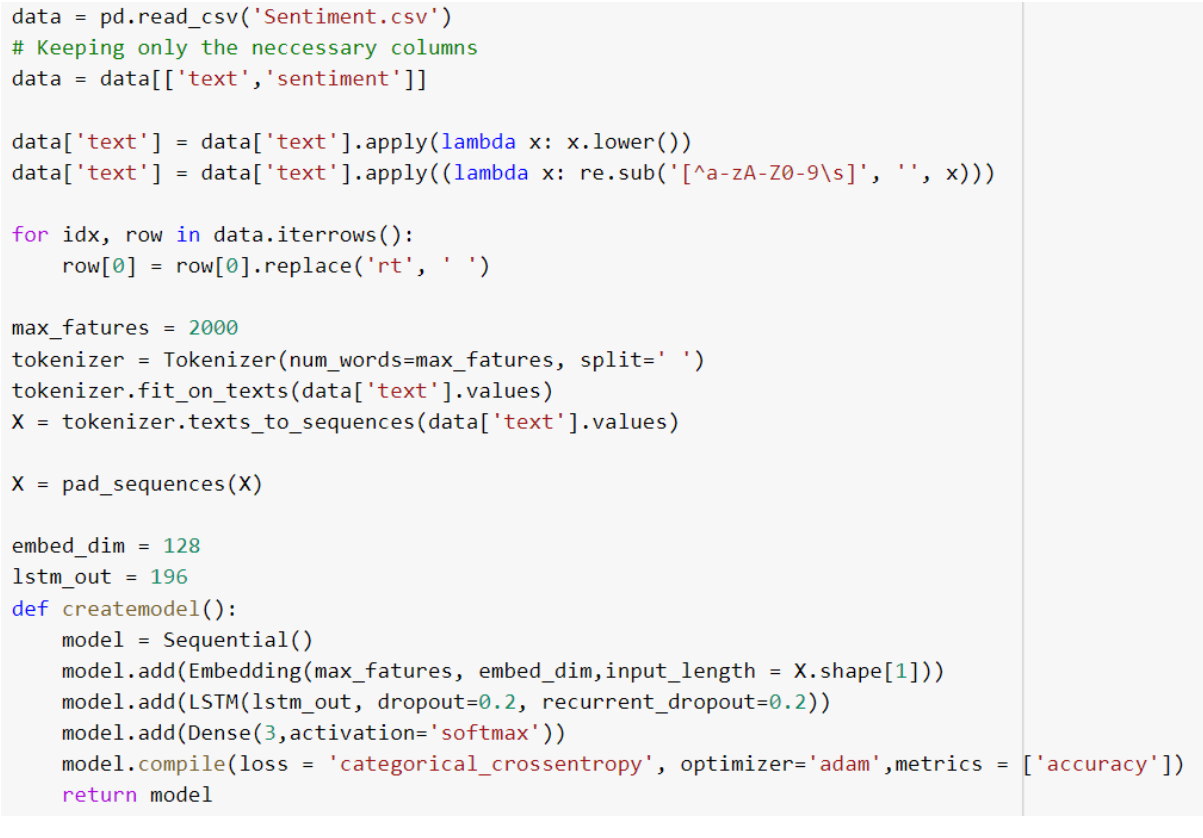 data = pd.read_csv('Sentiment.csv')
# Keeping only the neccessary columns
data = data[['text','sentiment']]

data['text'] = data['text'].apply(lambda x: x.lower())
data['text'] = data['text'].apply((lambda x: re.sub('[^a-zA-Z0-9\s]', '', x)))

for idx, row in data.iterrows():
    row[0] = row[0].replace('rt', ' ')

max_fatures = 2000
tokenizer = Tokenizer(num_words=max_fatures, split=' ')
tokenizer.fit_on_texts(data['text'].values)
X = tokenizer.texts_to_sequences(data['text'].values)

X = pad_sequences(X)

embed_dim = 128
lstm_out = 196
def createmodel():
    model = Sequential()
    model.add(Embedding(max_fatures, embed_dim,input_length = X.shape[1]))
    model.add(LSTM(lstm_out, dropout=0.2, recurrent_dropout=0.2))
    model.add(Dense(3,activation='softmax'))
    model.compile(loss = 'categorical_crossentropy', optimizer='adam',metrics = ['accuracy'])
    return model